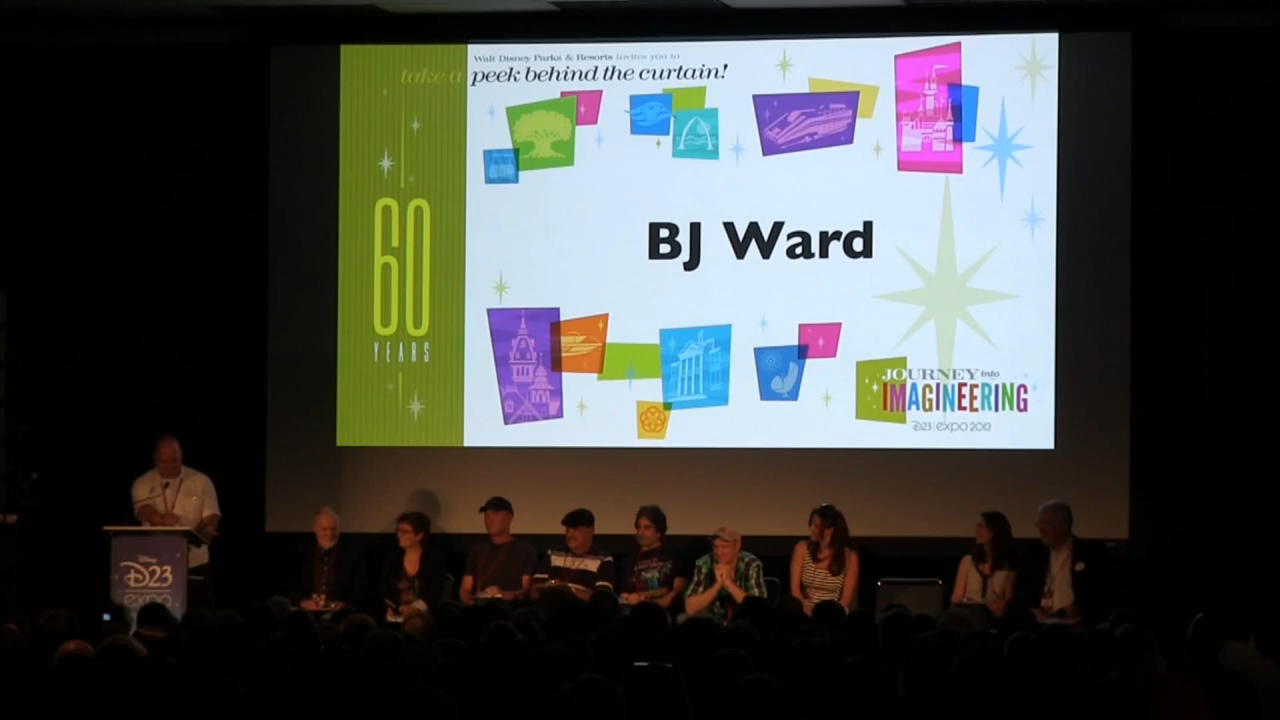 Walt Disney Parks & Resorts invites you to
take a peek behind the curtain!
60
YEARS
BJ Ward
JOURNEY into
IMAGINEERING
D23 | expo 2013
Disney
D23
expo